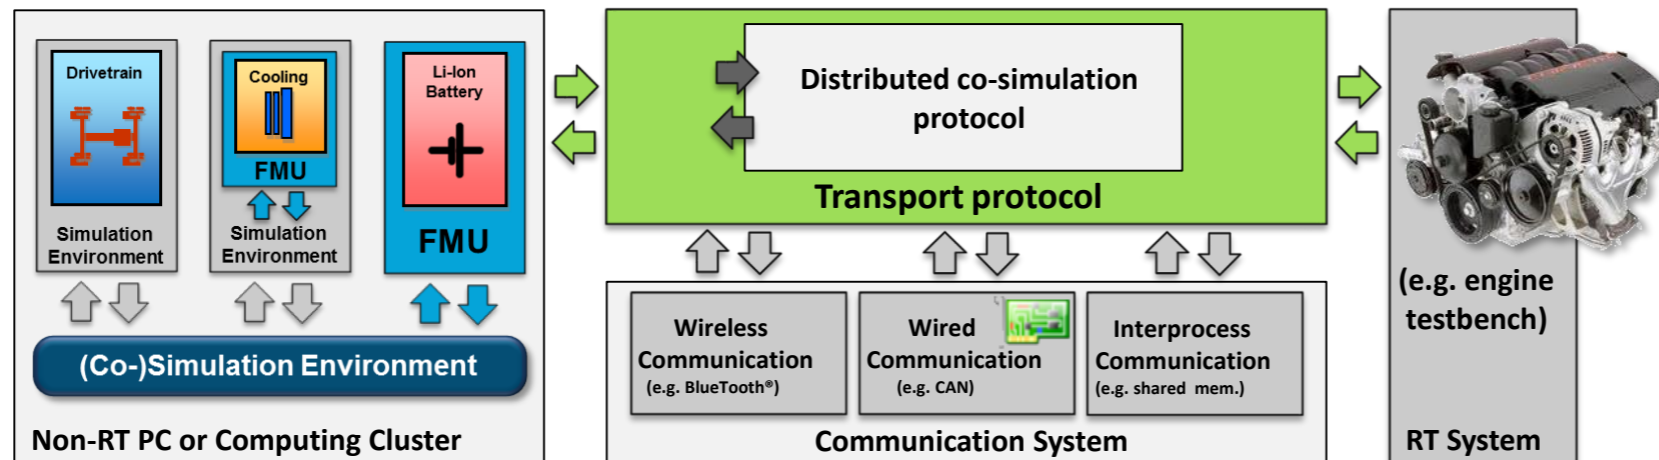 Drivetrain
Simulation
Environment
Cooling
FMU
Simulation
Environment
Li-Ion
Battery
FMU
(Co-)Simulation Environment
Non-RT PC or Computing Cluster
Distributed co-simulation
protocol
Transport protocol
Wireless
Communication
(e.g. BlueTooth®)
Wired
Communication
(e.g. CAN)
Interprocess
Communication
(e.g. shared mem.)
Communication System
(e.g. engine
testbench)
RT System